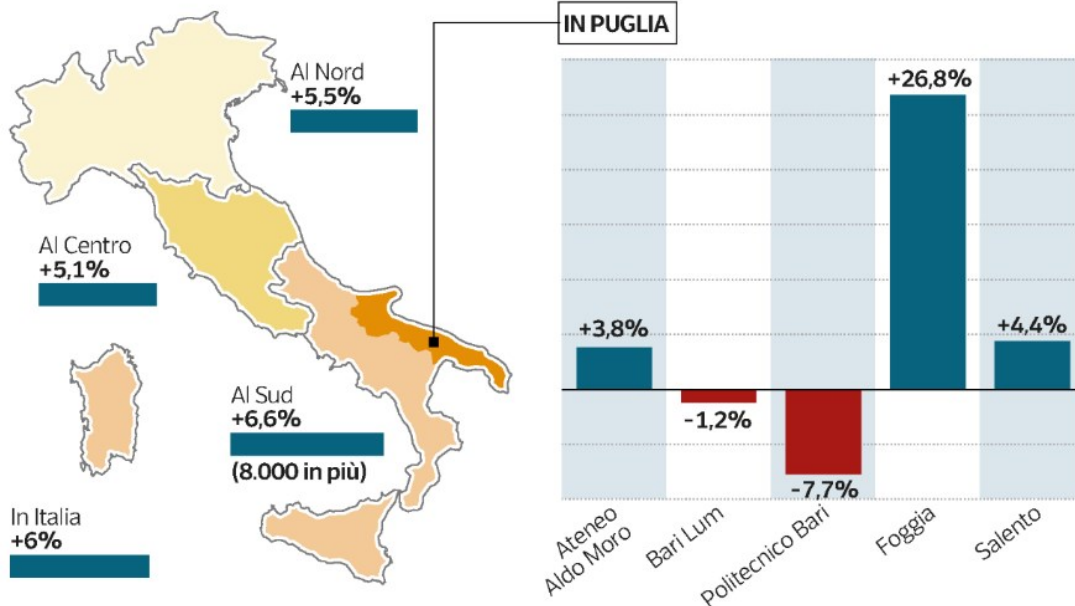 Al Nord
+5,5%
Al Centro
+5,1%
Al Sud
+6,6%
(8.000 in più)
In Italia
+6%
IN PUGLIA
+3,8%
-1,2%
-7,7%
+26,8%
+4,4%
Ateneo
Aldo Moro
Bari Lum
Politecnico Bari
Foggia
Salento